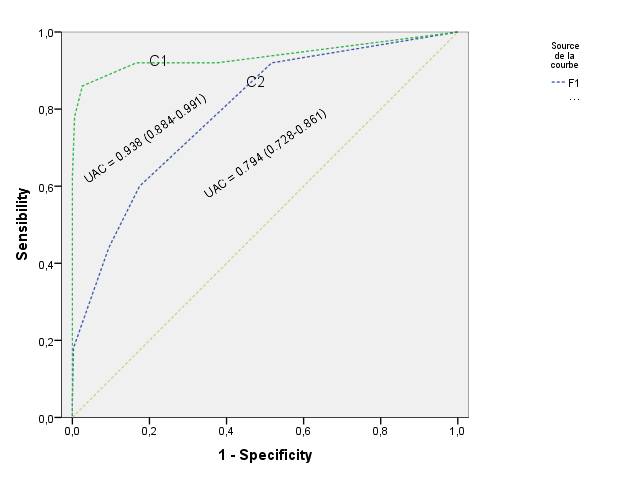 Source
de la
courbe
F1
...
1,0
0,8
0,6
0,4
0,2
0,0
Sensibility
C1
C2
UAC = 0.938 (0.884-0.991)
UAC = 0.794 (0.728-0.861)
0,0 0,2 0,4 0,6 0,8 1,0
1 - Specificity